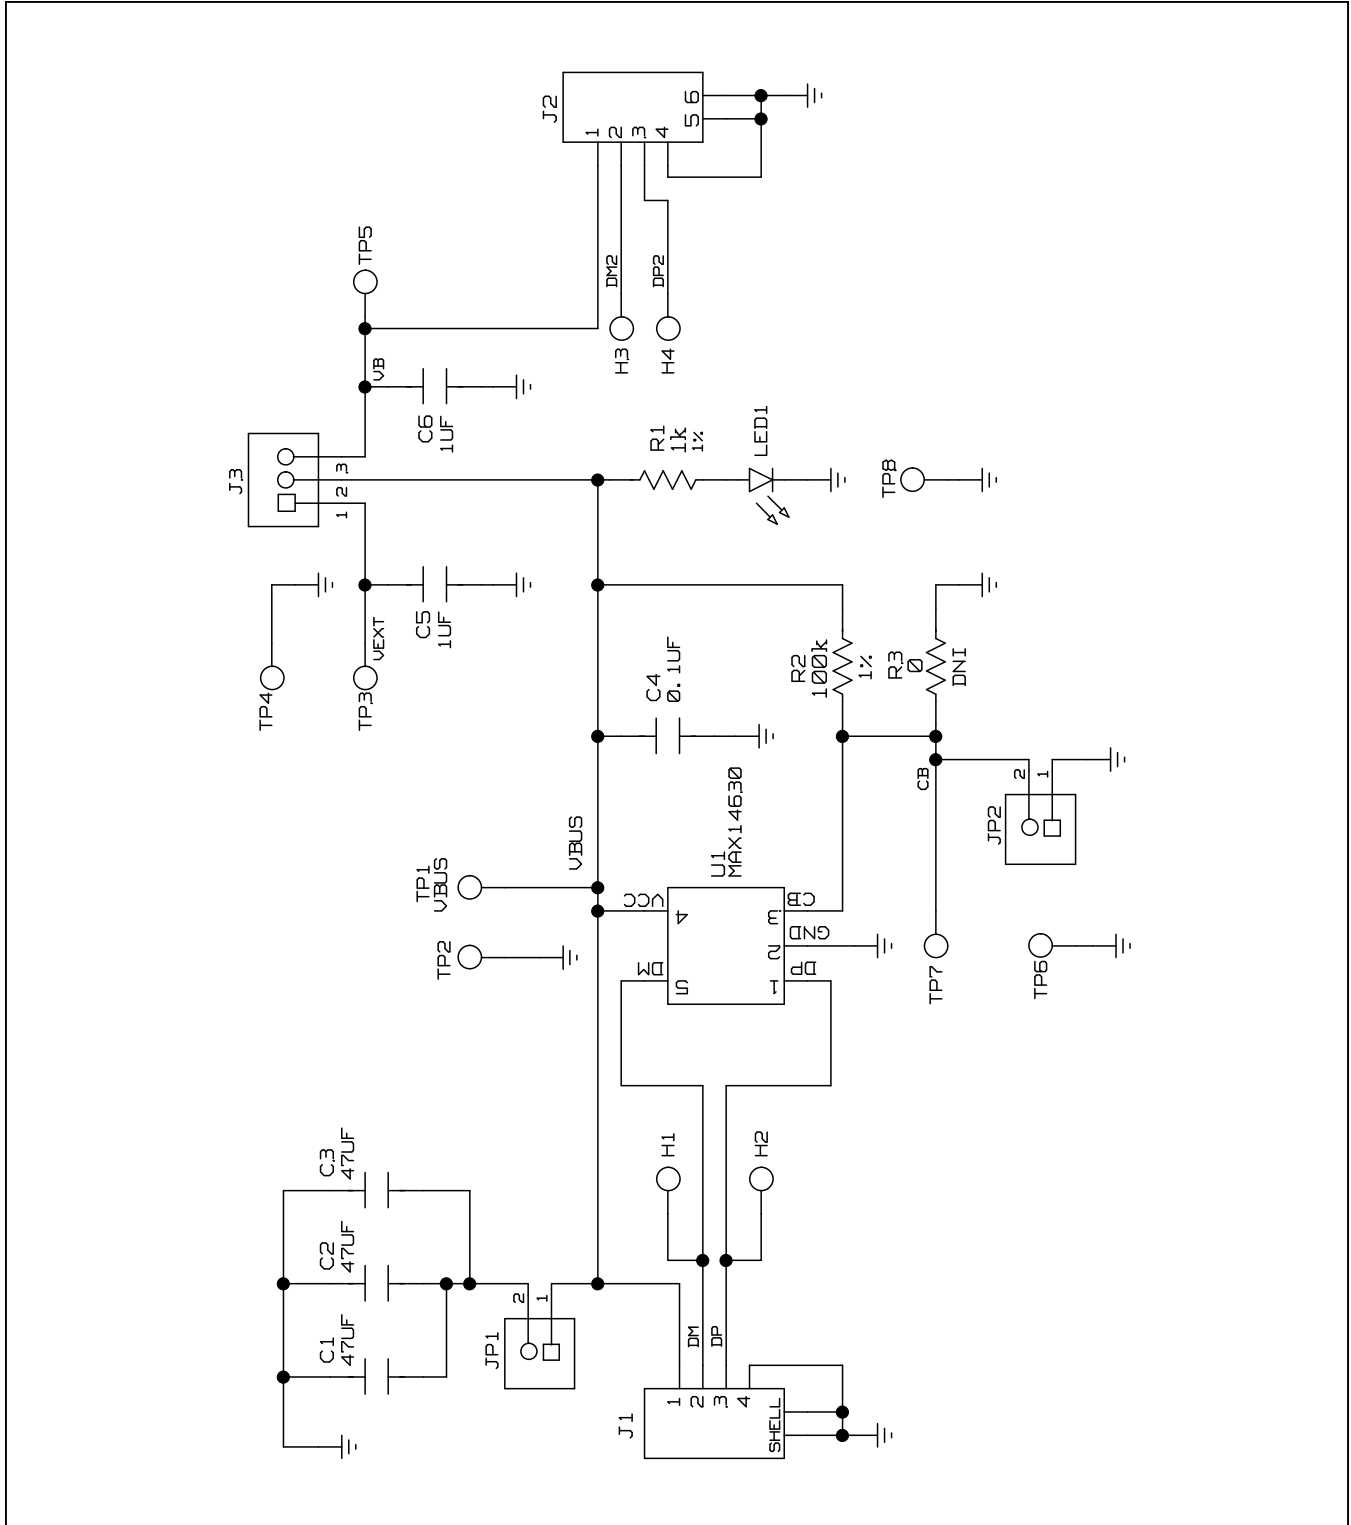 J2
1
2
3
4
5
6
TP5
VB
DM2
DP2
H3
H4
C6
1UF
J3
1
2
3
R1
1k
1%
LED1
TP8
TP4
TP3
VEXT
C5
1UF
C4
0.1UF
R2
100k
1%
R3
0
DNI
CB
2
1
JP2
TP1
VBUS
VBUS
TP2
U1
MAX14630
VCC
4
DM
5
CB
3
GND
2
DP
1
TP7
TP6
C3
47UF
C2
47UF
C1
47UF
H1
H2
JP1
2
1
DM
DP
J1
1
2
3
4
SHELL